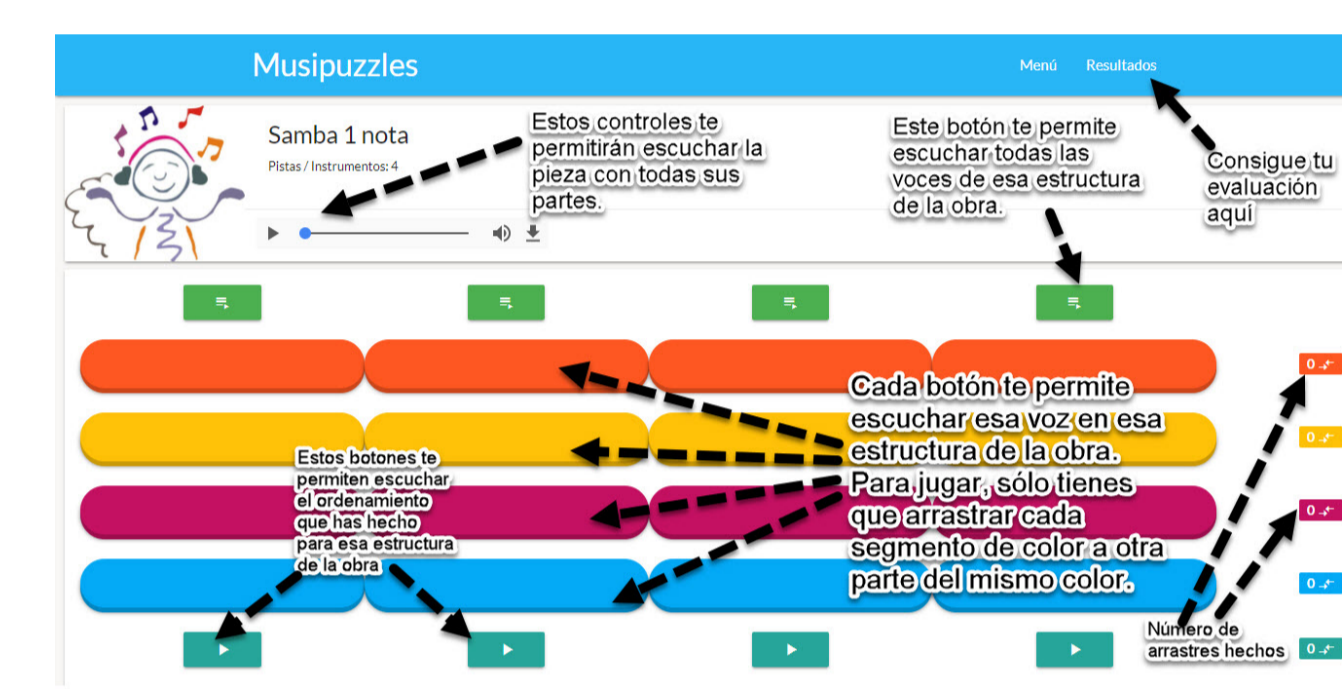 Musipuzzles
Menú
Resultados
Samba 1 nota
Pistas / Instrumentos: 4
Estos controles te
permitirán escuchar la
pieza con todas sus
partes.
Este botón te permite
escuchar todas las
voces de esa estructura
de la obra.
Consigue tu
evaluación
aquí
Cada botón te permite
escuchar esa voz en esa
estructura de la obra.
Para jugar, sólo tienes
que arrastrar cada
segmento de color a otra
parte del mismo color.
Estos botones te
permiten escuchar
el ordenamiento
que has hecho
para esa estructura
de la obra
0
0
0
0
Número de
arrastres hechos
0